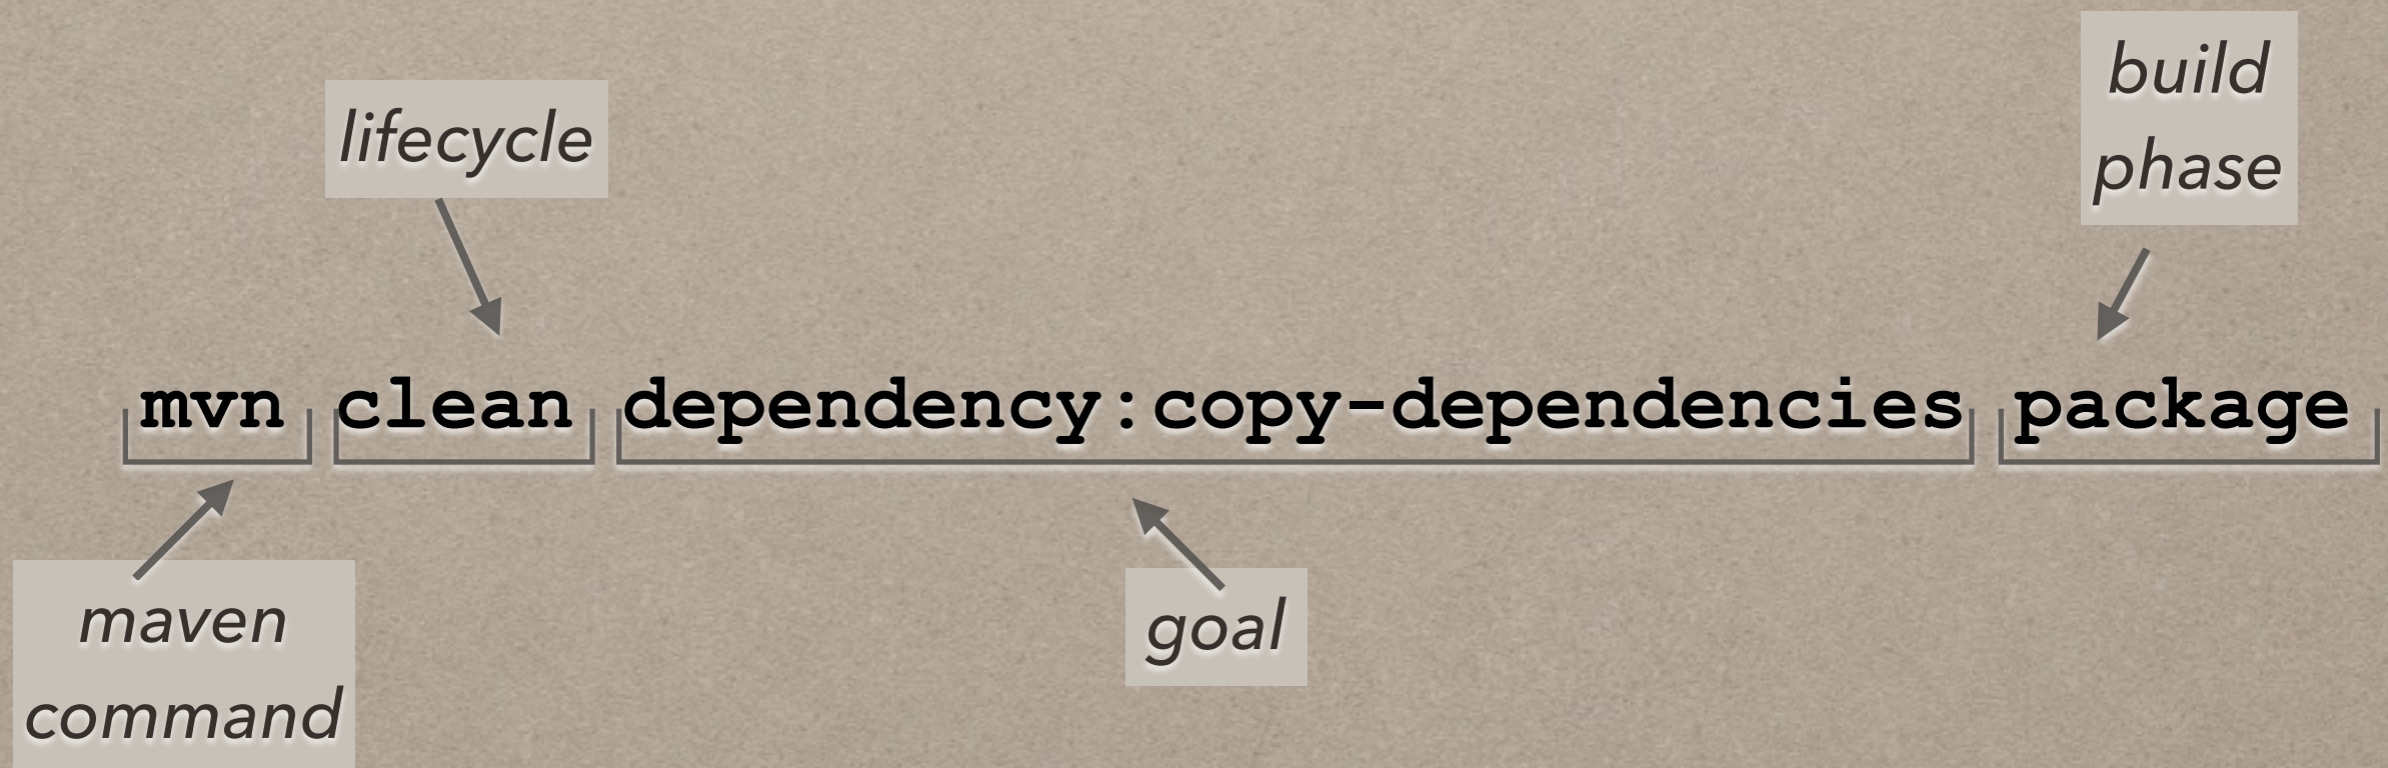 build
phase
lifecycle
mvn clean dependency:copy-dependencies package
maven
command
goal